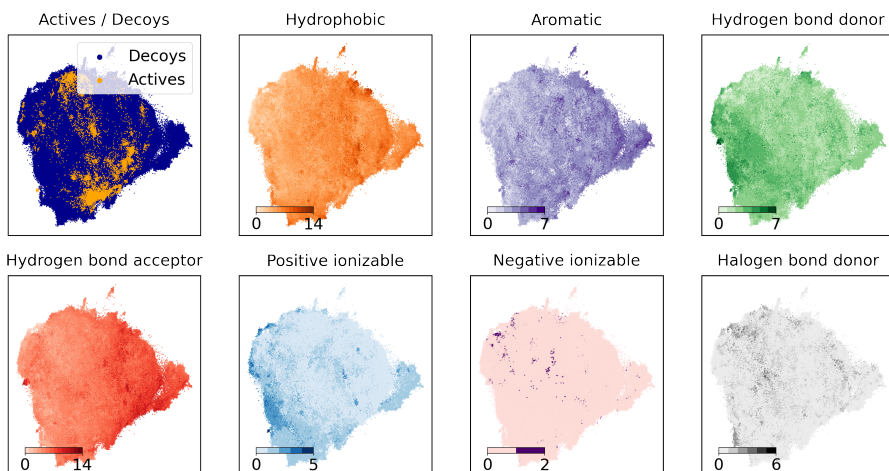 Actives / Decoys
Hydrophobic
Aromatic
Hydrogen bond donor
Decoys
Actives
0 14
0 7
0 7
Hydrogen bond acceptor
Positive ionizable
Negative ionizable
Halogen bond donor
0 14
0 5
0 2
0 6